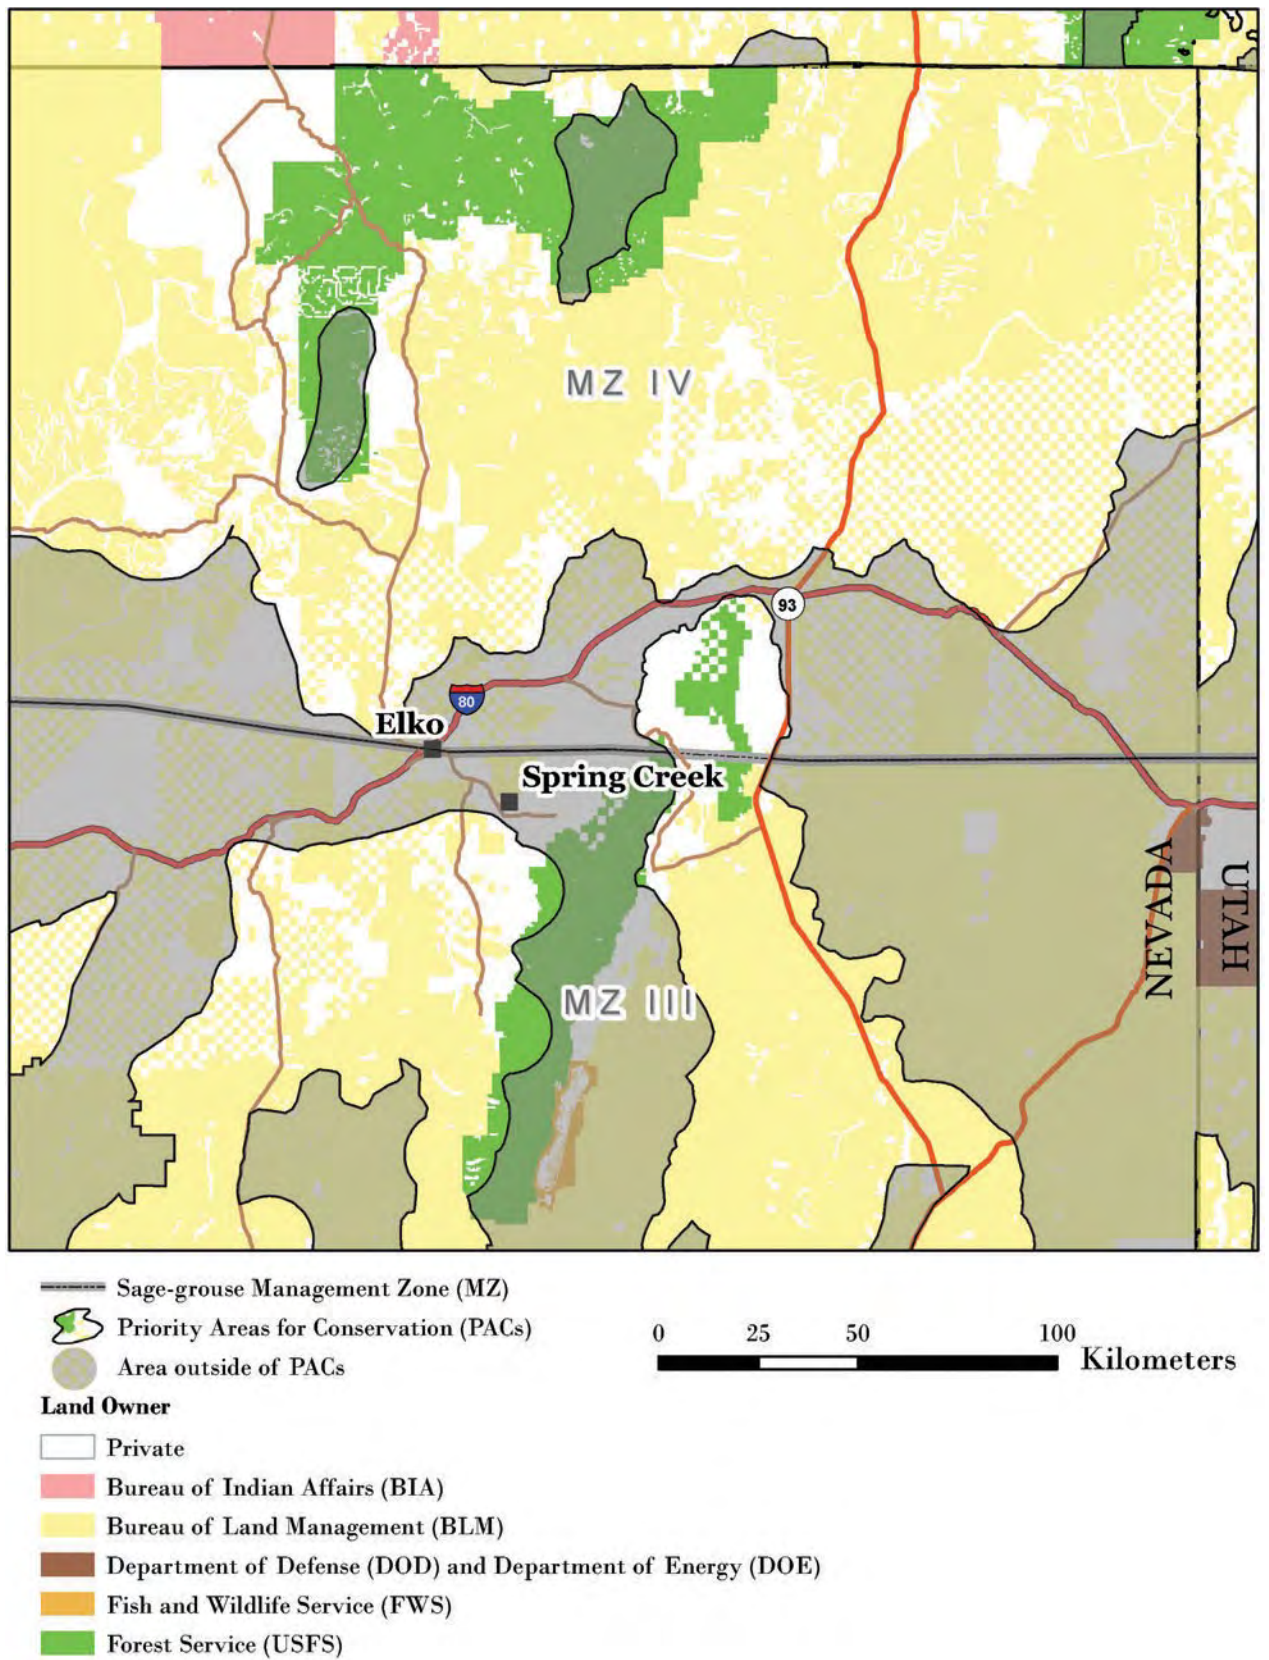 MZ IV
93
80
Elko
Spring Creek
NEVADA
UTAH
MZ III
Sage-grouse Management Zone (MZ)
Priority Areas for Conservation (PACs)
Area outside of PACs
0 25 50 100
Kilometers
Land Owner
Private
Bureau of Indian Affairs (BIA)
Bureau of Land Management (BLM)
Department of Defense (DOD) and Department of Energy (DOE)
Fish and Wildlife Service (FWS)
Forest Service (USFS)